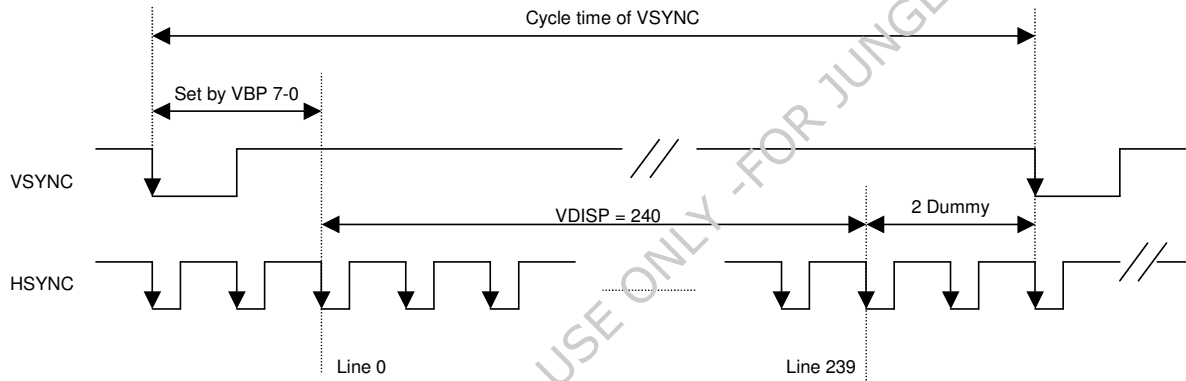 Cycle time of VSYNC
Set by VBP 7-0
VSYNC
VDISP = 240
2 Dummy
HSYNC
Line 0
Line 239
USE ONLY -FOR JUNGL